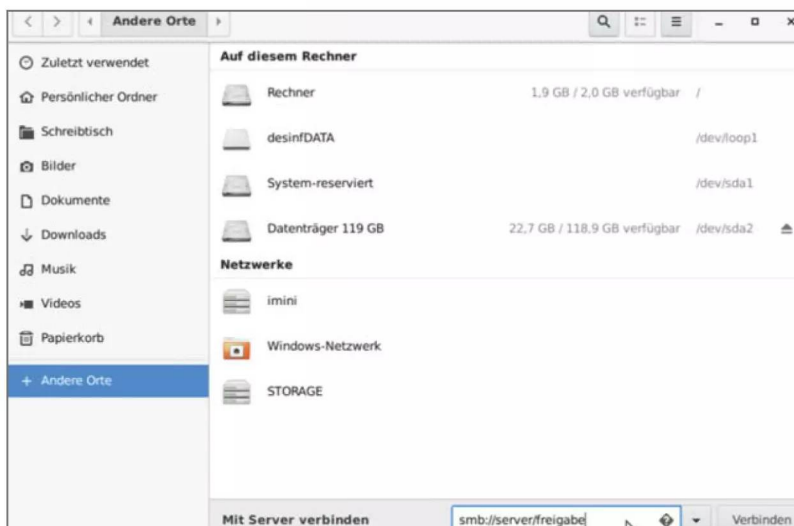 Andere Orte
Zuletzt verwendet
Persönlicher Ordner
Schreibtisch
Bilder
Dokumente
Downloads
Musik
Videos
Papierkorb
+ Andere Orte
Auf diesem Rechner
Rechner 1,9 GB / 2,0 GB verfügbar /
desinfDATA /dev/loop1
System-reserviert /dev/sda1
Datenträger 119 GB 22,7 GB / 118,9 GB verfügbar /dev/sda2
Netzwerke
imini
Windows-Netzwerk
STORAGE
Mit Server verbinden smb://server/freigabe Verbinden